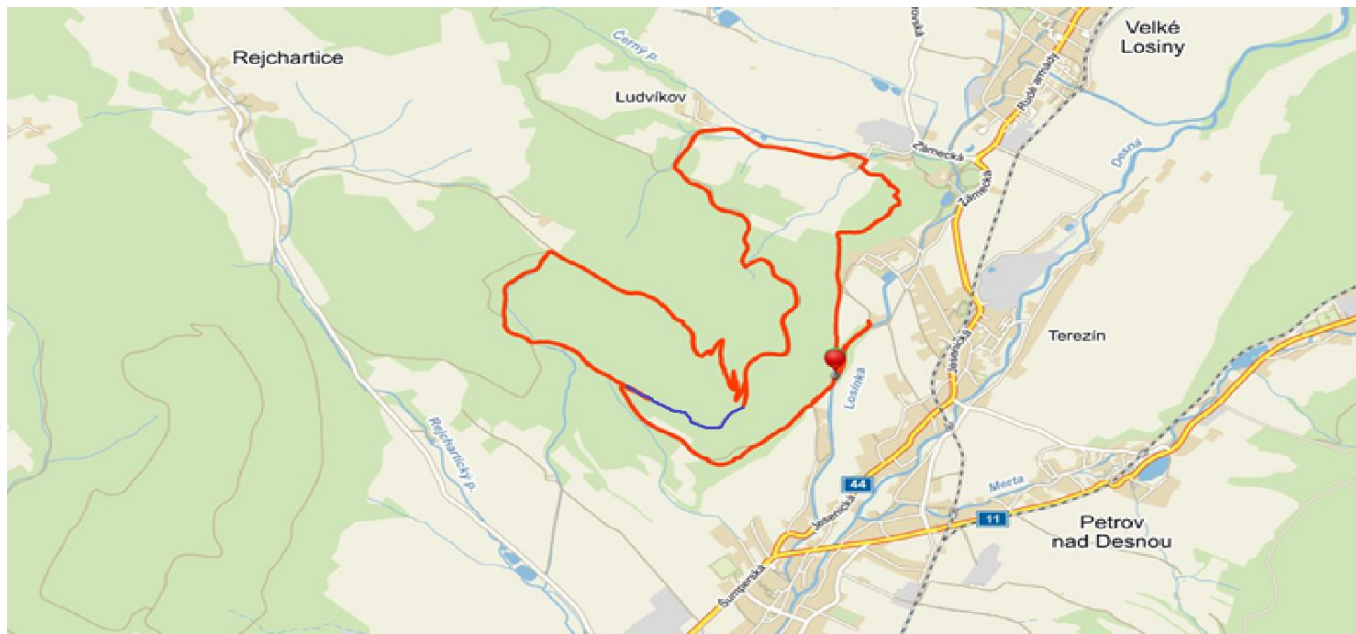 Velké
Losiny
Rejchartice
Černý p.
Ludvíkov
Rudé armády
Zámecká
Desná
Zámecká
Terezín
Jesenická
Losinka
Rejchartický p.
44
Merta
Jesenická
11
Petrov
nad Desnou
Šumperská